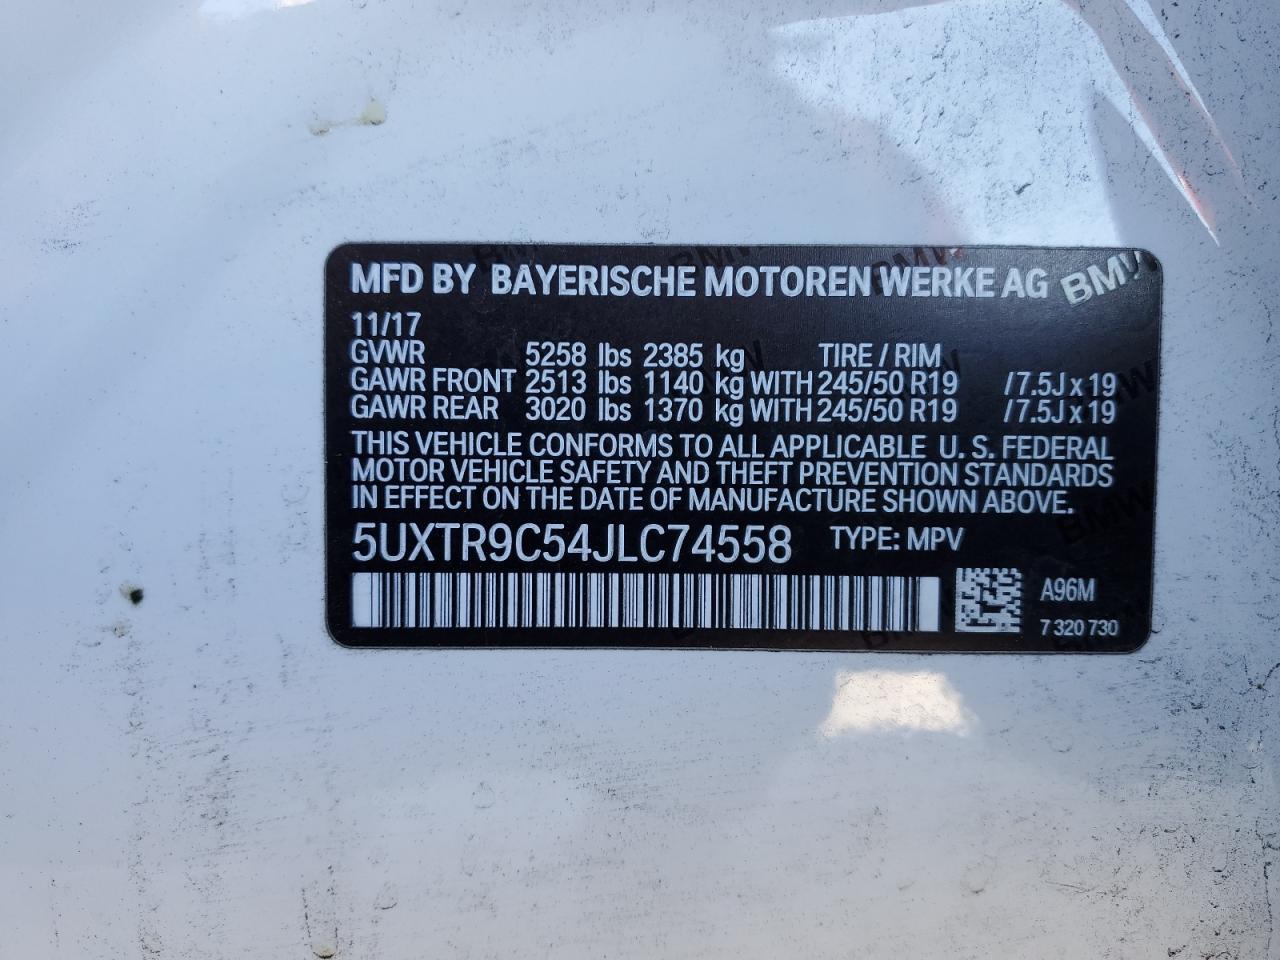 MFD BY BAYERISCHE MOTOREN WERKE AG BMW
11/17
GVWR 5258 lbs 2385 kg TIRE / RIM
GAWR FRONT 2513 lbs 1140 kg WITH 245/50 R19 /7.5J x 19
GAWR REAR 3020 lbs 1370 kg WITH 245/50 R19 /7.5J x 19
THIS VEHICLE CONFORMS TO ALL APPLICABLE U. S. FEDERAL
MOTOR VEHICLE SAFETY AND THEFT PREVENTION STANDARDS
IN EFFECT ON THE DATE OF MANUFACTURE SHOWN ABOVE.
5UXTR9C54JLC74558 TYPE: MPV
A96M
7 320 730